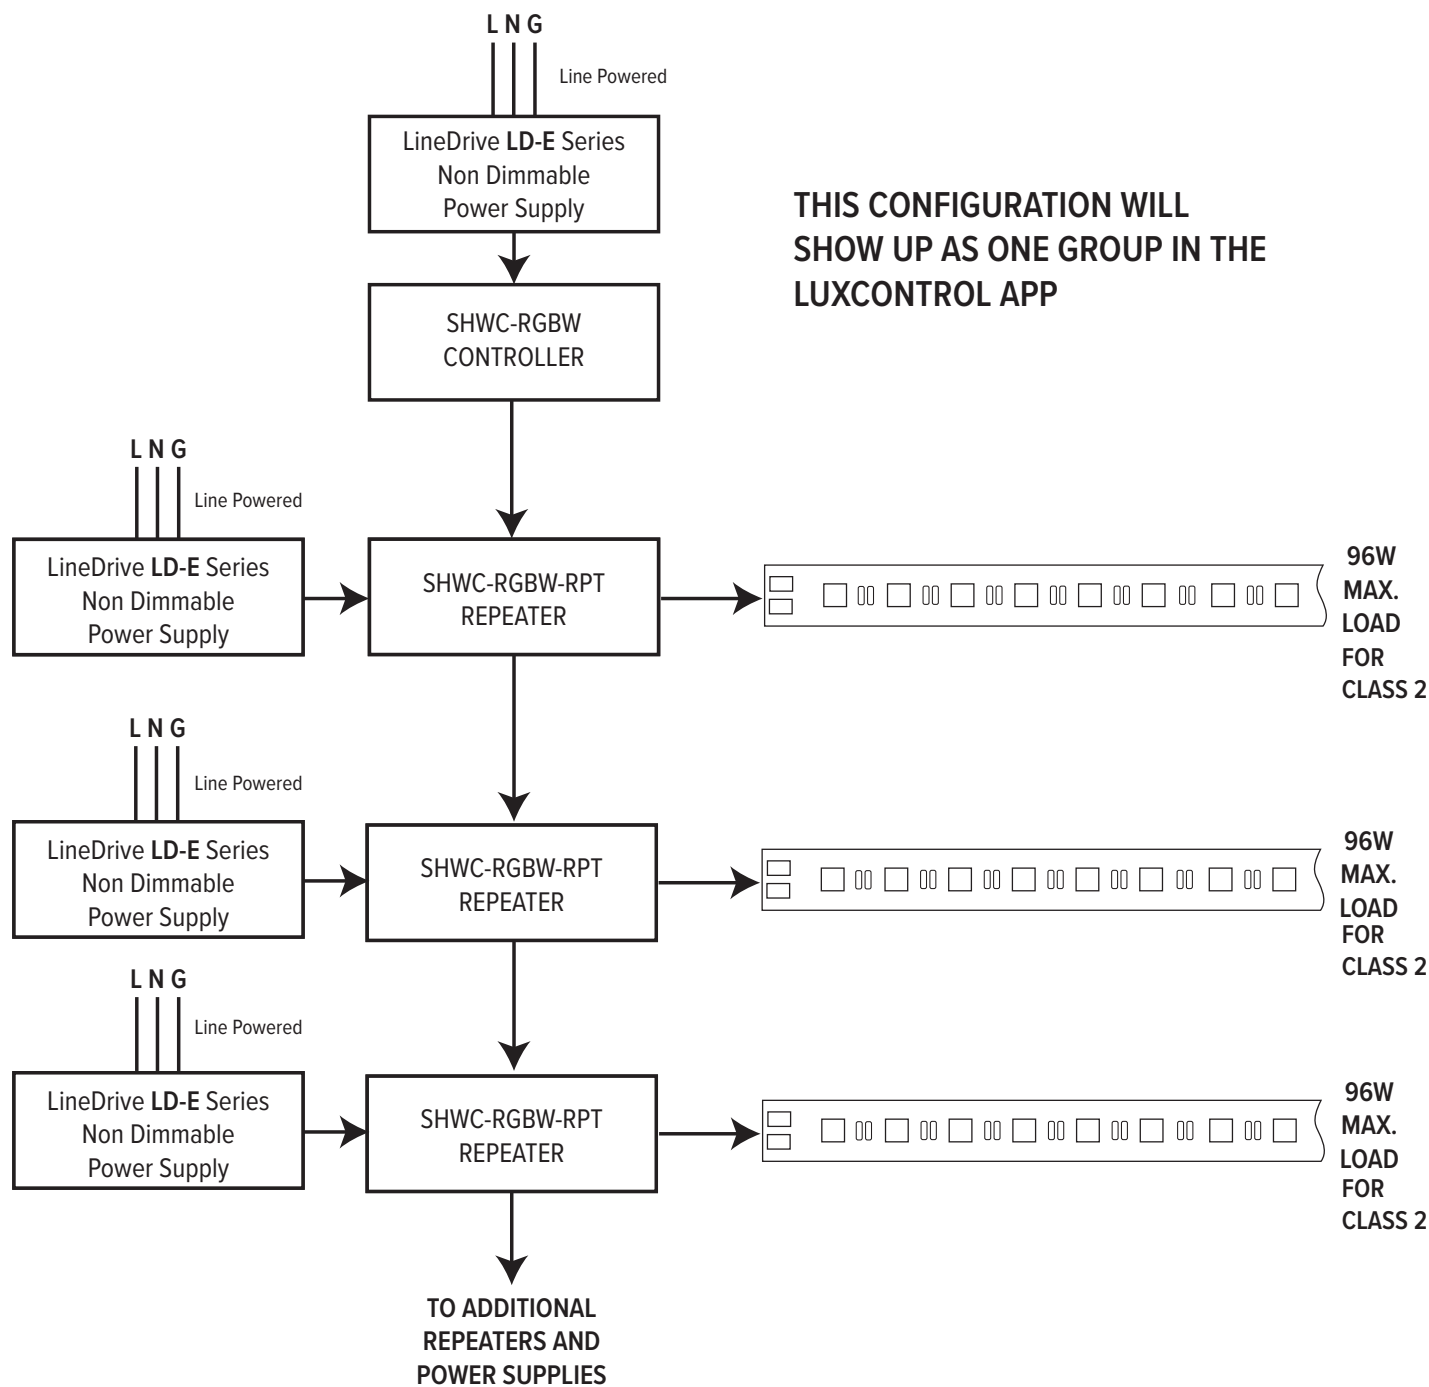 L N G
Line Powered
LineDrive LD-E Series
Non Dimmable
Power Supply
THIS CONFIGURATION WILL
SHOW UP AS ONE GROUP IN THE
LUXCONTROL APP
SHWC-RGBW
CONTROLLER
L N G
Line Powered
LineDrive LD-E Series
Non Dimmable
Power Supply
SHWC-RGBW-RPT
REPEATER
96W
MAX.
LOAD
FOR
CLASS 2
L N G
Line Powered
LineDrive LD-E Series
Non Dimmable
Power Supply
SHWC-RGBW-RPT
REPEATER
96W
MAX.
LOAD
FOR
CLASS 2
L N G
Line Powered
LineDrive LD-E Series
Non Dimmable
Power Supply
SHWC-RGBW-RPT
REPEATER
96W
MAX.
LOAD
FOR
CLASS 2
TO ADDITIONAL
REPEATERS AND
POWER SUPPLIES